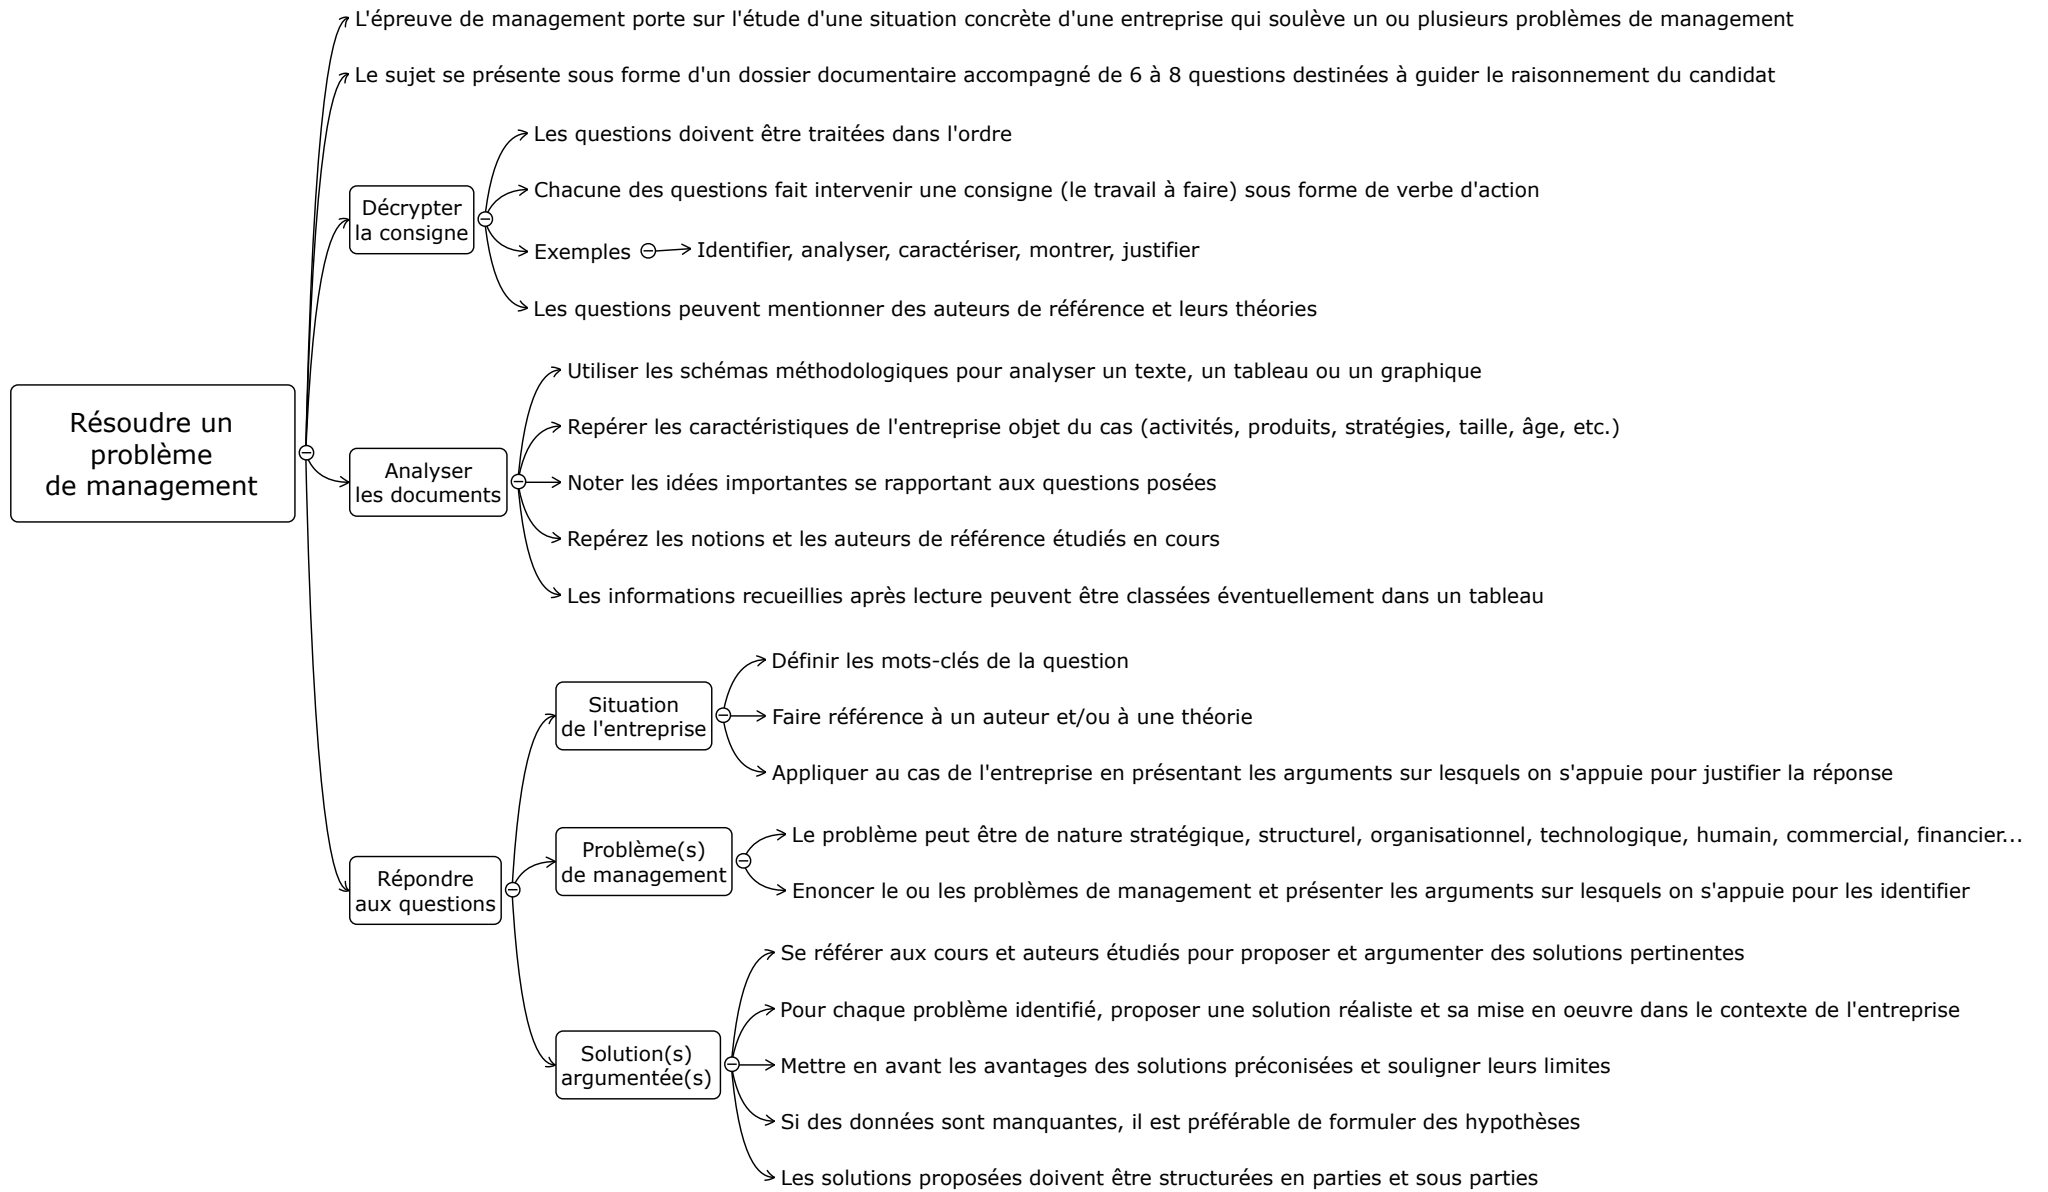 L'épreuve de management porte sur l'étude d'une situation concrète d'une entreprise qui soulève un ou plusieurs problèmes de management
Le sujet se présente sous forme d'un dossier documentaire accompagné de 6 à 8 questions destinées à guider le raisonnement du candidat
Les questions doivent être traitées dans l'ordre
Chacune des questions fait intervenir une consigne (le travail à faire) sous forme de verbe d'action
Décrypter
la consigne
Exemples
Identifier, analyser, caractériser, montrer, justifier
Les questions peuvent mentionner des auteurs de référence et leurs théories
Résoudre un
problème
de management
Utiliser les schémas méthodologiques pour analyser un texte, un tableau ou un graphique
Repérer les caractéristiques de l'entreprise objet du cas (activités, produits, stratégies, taille, âge, etc.)
Analyser
les documents
Noter les idées importantes se rapportant aux questions posées
Repérez les notions et les auteurs de référence étudiés en cours
Les informations recueillies après lecture peuvent être classées éventuellement dans un tableau
Répondre
aux questions
Situation
de l'entreprise
Définir les mots-clés de la question
Faire référence à un auteur et/ou à une théorie
Appliquer au cas de l'entreprise en présentant les arguments sur lesquels on s'appuie pour justifier la réponse
Problème(s)
de management
Le problème peut être de nature stratégique, structurel, organisationnel, technologique, humain, commercial, financier...
Enoncer le ou les problèmes de management et présenter les arguments sur lesquels on s'appuie pour les identifier
Solution(s)
argumentée(s)
Se référer aux cours et auteurs étudiés pour proposer et argumenter des solutions pertinentes
Pour chaque problème identifié, proposer une solution réaliste et sa mise en oeuvre dans le contexte de l'entreprise
Mettre en avant les avantages des solutions préconisées et souligner leurs limites
Si des données sont manquantes, il est préférable de formuler des hypothèses
Les solutions proposées doivent être structurées en parties et sous parties